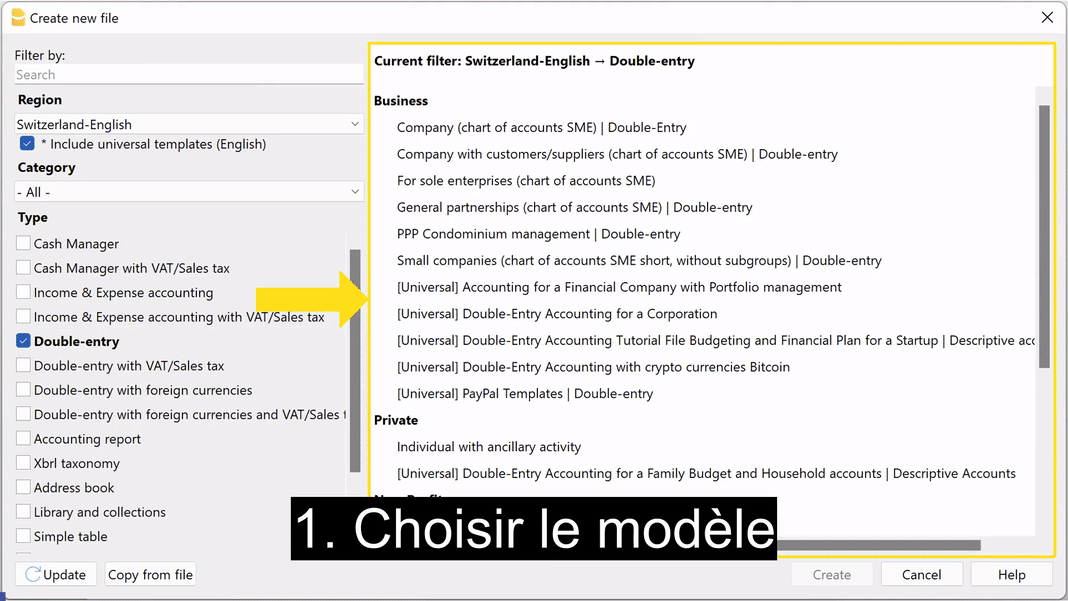 Create new file
Filter by:
Search
Region
Switzerland-English
* Include universal templates (English)
Category
- All -
Type
Cash Manager
Cash Manager with VAT/Sales tax
Income & Expense accounting
Income & Expense accounting with VAT/Sales tax
Double-entry
Double-entry with VAT/Sales tax
Double-entry with foreign currencies
Double-entry with foreign currencies and VAT/Sales
Accounting report
Xbrl taxonomy
Address book
Library and collections
Simple table
Update
Copy from file
Current filter: Switzerland-English → Double-entry
Business
Company (chart of accounts SME) | Double-Entry
Company with customers/suppliers (chart of accounts SME) | Double-entry
For sole enterprises (chart of accounts SME)
General partnerships (chart of accounts SME) | Double-entry
PPP Condominium management | Double-entry
Small companies (chart of accounts SME short, without subgroups) | Double-entry
[Universal] Accounting for a Financial Company with Portfolio management
[Universal] Double-Entry Accounting for a Corporation
[Universal] Double-Entry Accounting Tutorial File Budgeting and Financial Plan for a Startup | Descriptive
[Universal] Double-Entry Accounting with crypto currencies Bitcoin
[Universal] PayPal Templates | Double-entry
Private
Individual with ancillary activity
[Universal] Double-Entry Accounting for a Family Budget and Household accounts | Descriptive Accounts
1. Choisir le modèle
Create
Cancel
Help